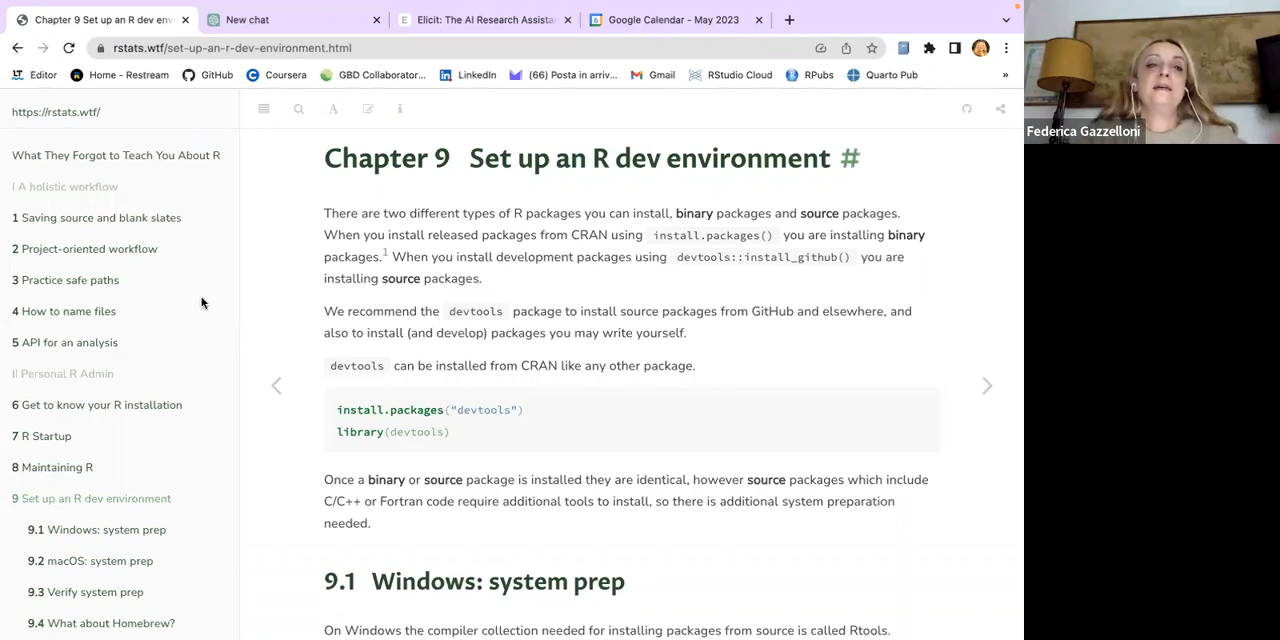 Chapter 9 Set up an R dev envi
New chat
Elicit: The AI Research Assista
Google Calendar - May 2023
rstats.wtf/set-up-an-r-dev-environment.html
Editor
Home - Restream
GitHub
Coursera
GBD Collaborator...
LinkedIn
(66) Posta in arriv...
Gmail
RStudio Cloud
RPubs
Quarto Pub
»
https://rstats.wtf/
What They Forgot to Teach You About R
I A holistic workflow
1 Saving source and blank slates
2 Project-oriented workflow
3 Practice safe paths
4 How to name files
5 API for an analysis
II Personal R Admin
6 Get to know your R installation
7 R Startup
8 Maintaining R
9 Set up an R dev environment
9.1 Windows: system prep
9.2 macOS: system prep
9.3 Verify system prep
9.4 What about Homebrew?
Chapter 9 Set up an R dev environment #
There are two different types of R packages you can install, binary packages and source packages.
When you install released packages from CRAN using install.packages() you are installing binary
packages.1 When you install development packages using devtools::install_github() you are
installing source packages.
We recommend the devtools package to install source packages from GitHub and elsewhere, and
also to install (and develop) packages you may write yourself.
devtools can be installed from CRAN like any other package.
install.packages("devtools")
library(devtools)
Once a binary or source package is installed they are identical, however source packages which include
C/C++ or Fortran code require additional tools to install, so there is additional system preparation
needed.
9.1 Windows: system prep
On Windows the compiler collection needed for installing packages from source is called Rtools.
Federica Gazzelloni